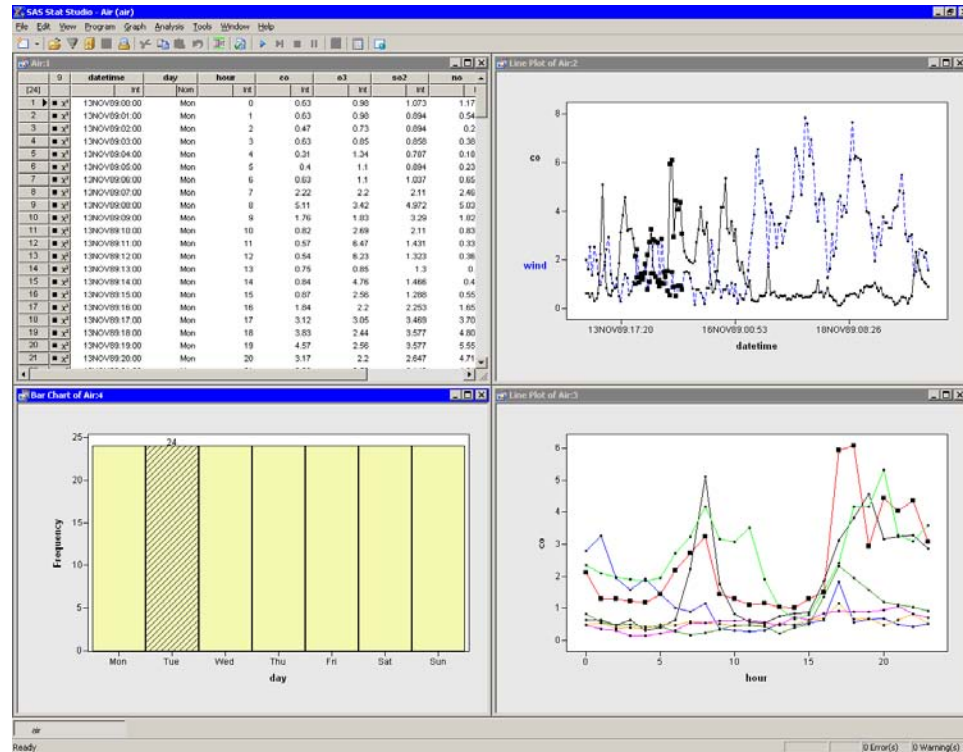 SAS Stat Studio - Air (air)
File Edit View Program Graph Analysis Tools Window Help
Air:1
9 datetime day hour co o3 so2 no
[24] Int Nom Int Int Int Int
1 13NOV89:00:00 Mon 0 0.63 0.98 1.073 1.17
2 13NOV89:01:00 Mon 1 0.63 0.98 0.894 0.54
3 13NOV89:02:00 Mon 2 0.47 0.73 0.894 0.2
4 13NOV89:03:00 Mon 3 0.63 0.85 0.858 0.38
5 13NOV89:04:00 Mon 4 0.31 1.34 0.787 0.18
6 13NOV89:05:00 Mon 5 0.4 1.1 0.894 0.23
7 13NOV89:06:00 Mon 6 0.63 1.1 1.037 0.65
8 13NOV89:07:00 Mon 7 2.22 2.2 2.11 2.46
9 13NOV89:08:00 Mon 8 5.11 3.42 4.972 5.03
10 13NOV89:09:00 Mon 9 1.76 1.83 3.29 1.82
11 13NOV89:10:00 Mon 10 0.82 2.69 2.11 0.83
12 13NOV89:11:00 Mon 11 0.57 6.47 1.431 0.33
13 13NOV89:12:00 Mon 12 0.54 6.23 1.323 0.36
14 13NOV89:13:00 Mon 13 0.75 0.85 1.3 0.
15 13NOV89:14:00 Mon 14 0.84 4.76 1.466 0.4
16 13NOV89:15:00 Mon 15 0.87 2.56 1.288 0.55
17 13NOV89:16:00 Mon 16 1.84 2.2 2.253 1.65
18 13NOV89:17:00 Mon 17 3.12 3.05 3.469 3.70
19 13NOV89:18:00 Mon 18 3.83 2.44 3.577 4.80
20 13NOV89:19:00 Mon 19 4.57 2.56 3.577 5.55
21 13NOV89:20:00 Mon 20 3.17 2.2 2.647 4.71
Line Plot of Air:2
8
co
6
4
2
wind
0
13NOV89:17:20 16NOV89:00:53 18NOV89:08:26
datetime
Bar Chart of Air:4
25
24
20
15
Frequency
10
5
0
Mon Tue Wed Thu Fri Sat Sun
day
Line Plot of Air:3
6
5
4
co
3
2
1
0
0 5 10 15 20
hour
air
Ready
0 Error(s) 0 Warning(s)